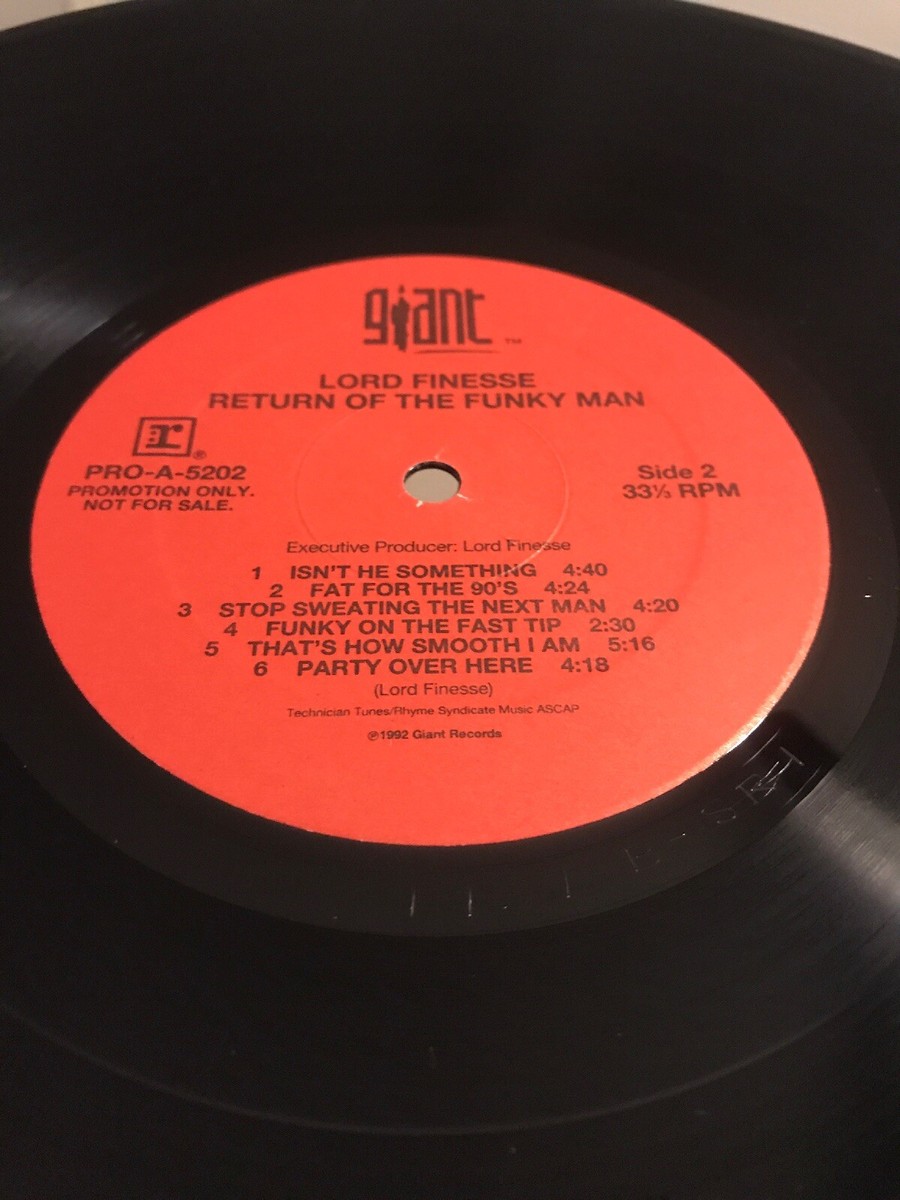 giant ™
LORD FINESSE
RETURN OF THE FUNKY MAN
r ®
PRO-A-5202
PROMOTION ONLY.
NOT FOR SALE.
Side 2
33⅓ RPM
Executive Producer: Lord Finesse
1 ISN'T HE SOMETHING 4:40
2 FAT FOR THE 90'S 4:24
3 STOP SWEATING THE NEXT MAN 4:20
4 FUNKY ON THE FAST TIP 2:30
5 THAT'S HOW SMOOTH I AM 5:16
6 PARTY OVER HERE 4:18
(Lord Finesse)
Technician Tunes/Rhyme Syndicate Music ASCAP
℗1992 Giant Records